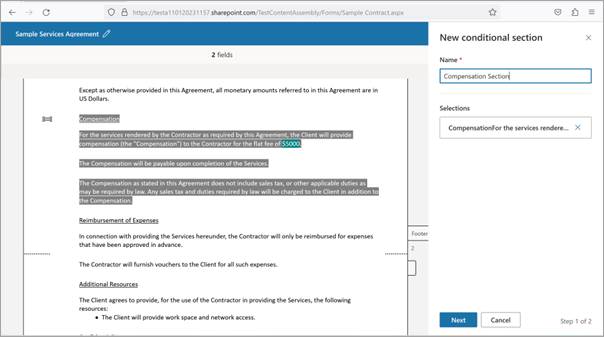 https://testa110120231157.sharepoint.com/TestContentAssembly/Forms/Sample Contract.aspx
Sample Services Agreement
2 fields
Except as otherwise provided in this Agreement, all monetary amounts referred to in this Agreement are in
US Dollars.
Compensation
For the services rendered by the Contractor as required by this Agreement, the Client will provide
compensation (the "Compensation") to the Contractor for the flat fee of $5000.
The Compensation will be payable upon completion of the Services.
The Compensation as stated in this Agreement does not include sales tax, or other applicable duties as
may be required by law. Any sales tax and duties required by law will be charged to the Client in addition to
the Compensation.
Reimbursement of Expenses
In connection with providing the Services hereunder, the Contractor will only be reimbursed for expenses
that have been approved in advance.
Footer
2
The Contractor will furnish vouchers to the Client for all such expenses.
Additional Resources
The Client agrees to provide, for the use of the Contractor in providing the Services, the following
resources:
• The Client will provide work space and network access.
New conditional section
Name *
Compensation Section
Selections
CompensationFor the services rendere...
Next
Cancel
Step 1 of 2